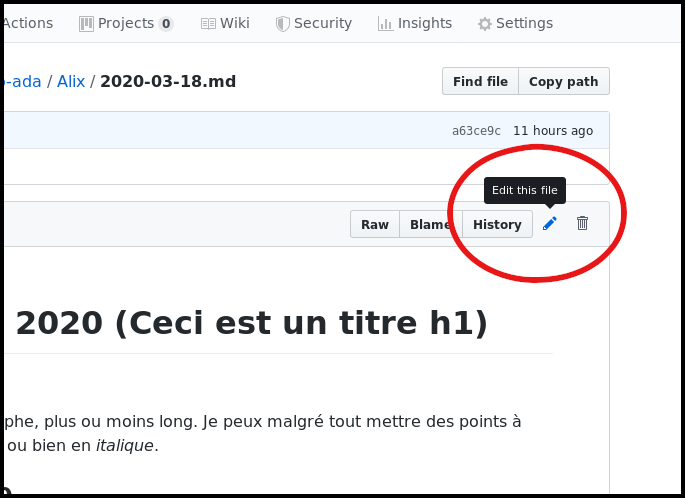 Actions Projects 0 Wiki Security Insights Settings
-ada / Alix / 2020-03-18.md Find file Copy path
a63ce9c 11 hours ago
Edit this file
Raw Blame History
2020 (Ceci est un titre h1)
phe, plus ou moins long. Je peux malgré tout mettre des points à
ou bien en italique.